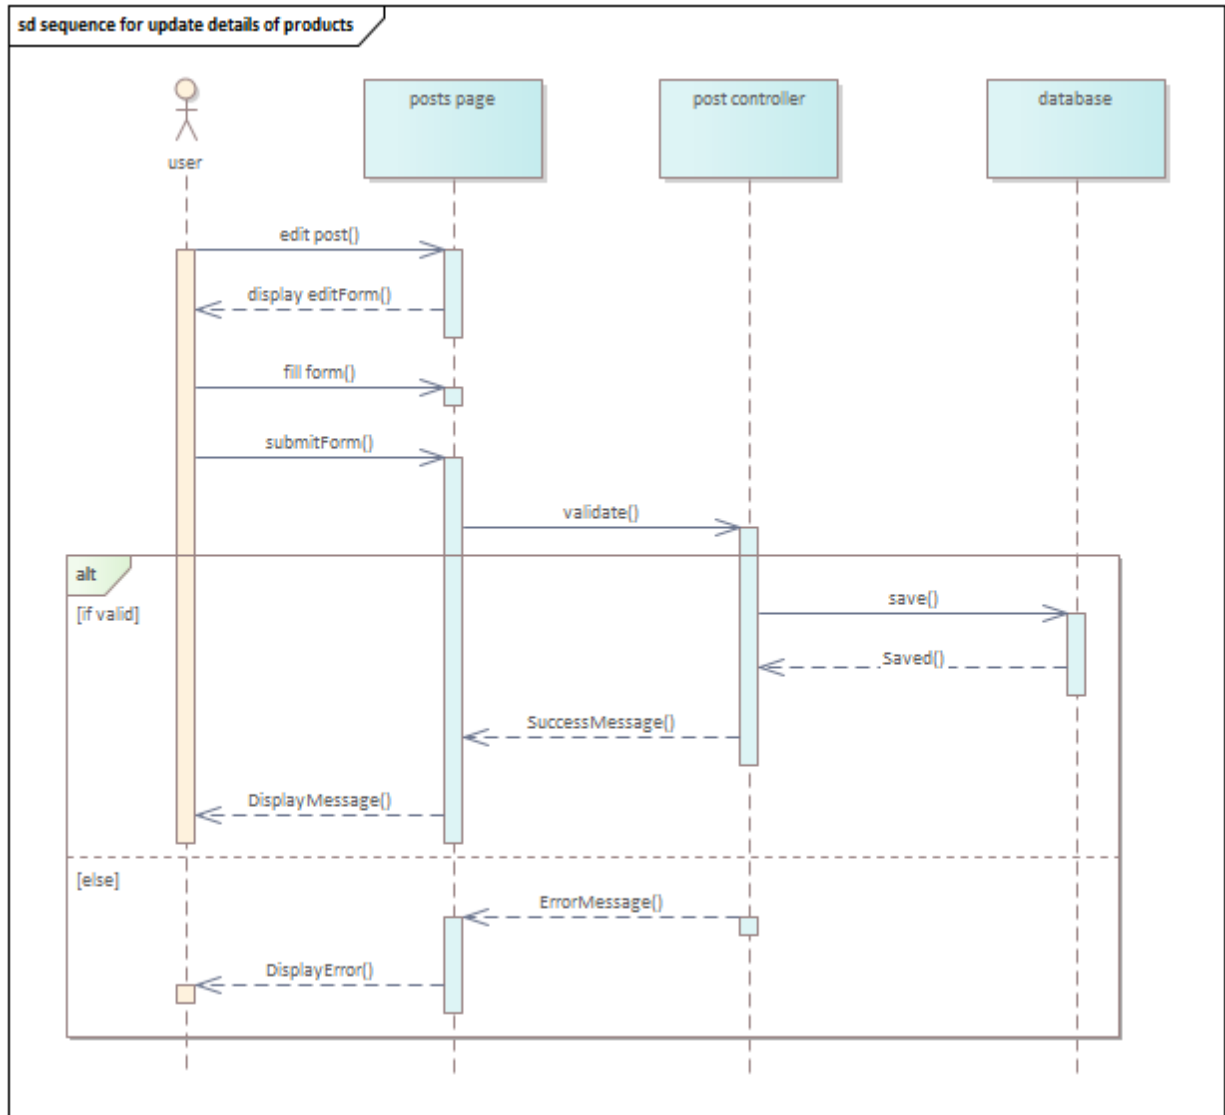 sd sequence for update details of products
user
posts page
post controller
database
edit post()
display editForm()
fill form()
submitForm()
validate()
alt
[if valid]
save()
Saved()
SuccessMessage()
DisplayMessage()
[else]
ErrorMessage()
DisplayError()